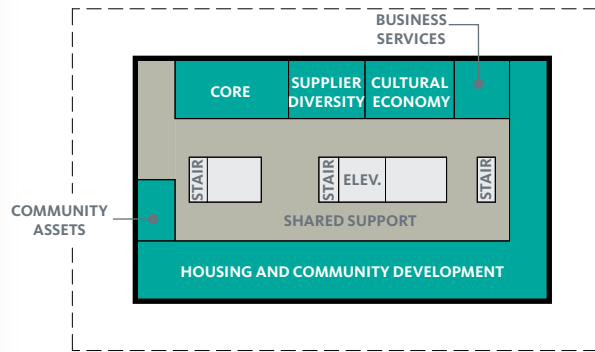 BUSINESS
SERVICES
CORE
SUPPLIER
DIVERSITY
CULTURAL
ECONOMY
STAIR
STAIR
ELEV.
STAIR
COMMUNITY
ASSETS
SHARED SUPPORT
HOUSING AND COMMUNITY DEVELOPMENT